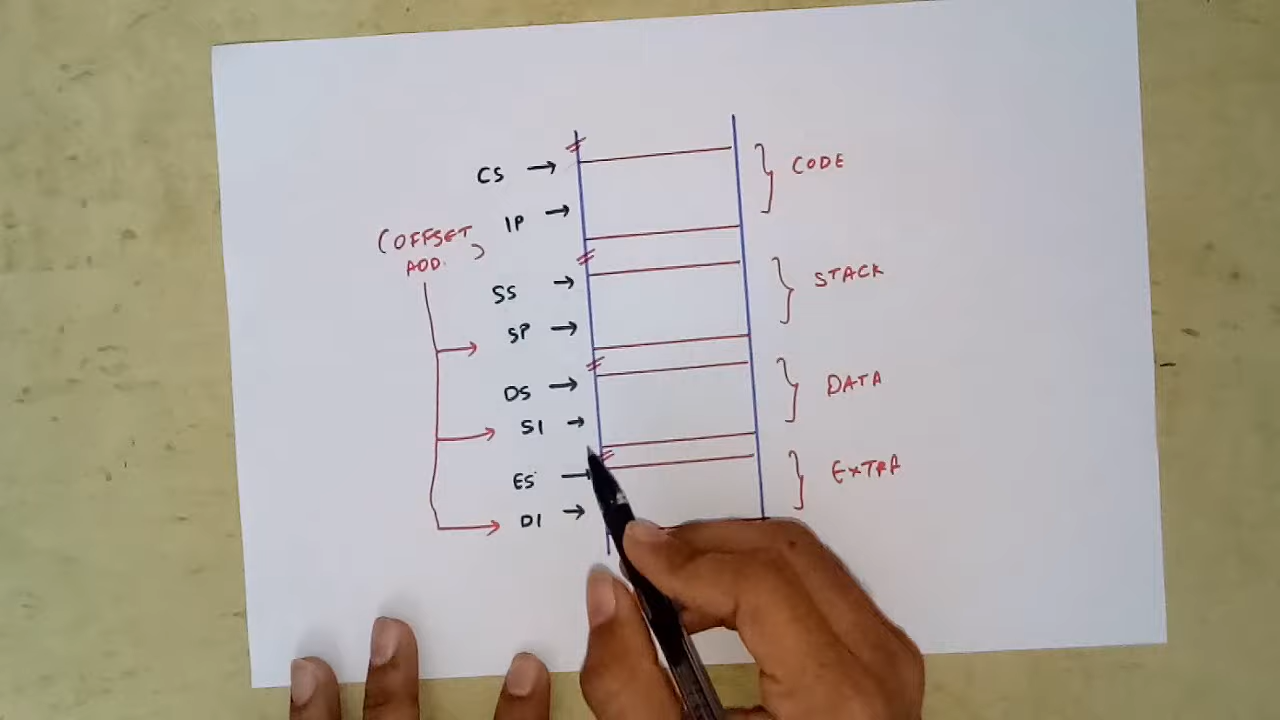 CS →
CODE
IP →
(OFFSET
ADD. )
SS →
STACK
SP →
DS →
DATA
SI →
ES →
EXTRA
DI →